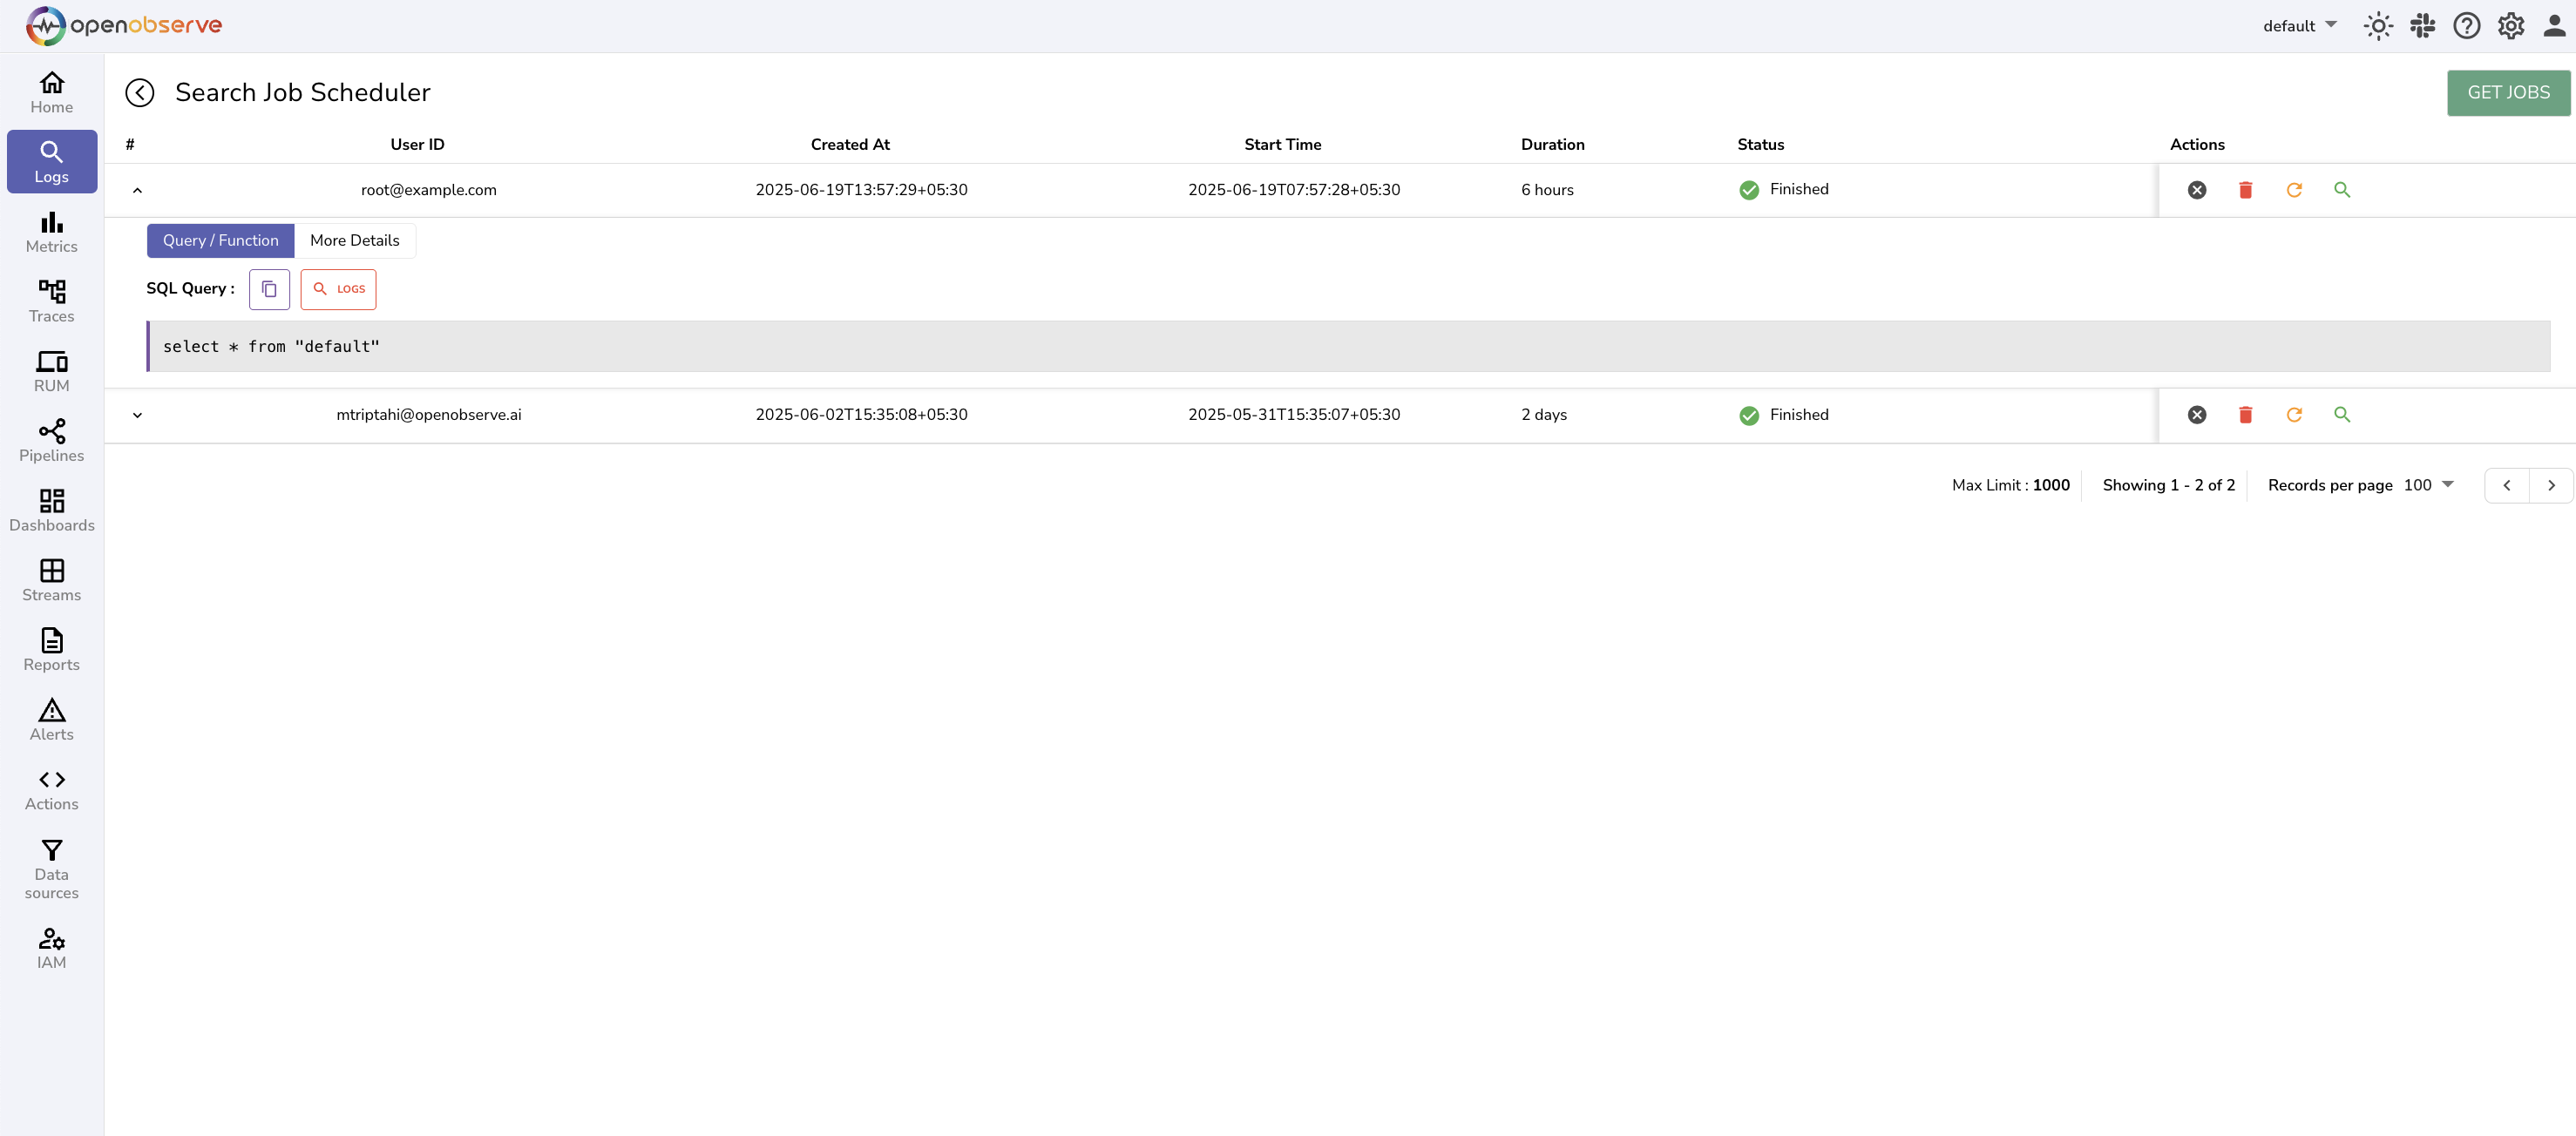 openobserve
default
Home
Logs
Metrics
Traces
RUM
Pipelines
Dashboards
Streams
Reports
Alerts
Actions
Data
sources
IAM
Search Job Scheduler
GET JOBS
# User ID Created At Start Time Duration Status Actions
root@example.com 2025-06-19T13:57:29+05:30 2025-06-19T07:57:28+05:30 6 hours Finished
Query / Function More Details
SQL Query : LOGS
select * from "default"
mtriptahi@openobserve.ai 2025-06-02T15:35:08+05:30 2025-05-31T15:35:07+05:30 2 days Finished
Max Limit : 1000 Showing 1 - 2 of 2 Records per page 100